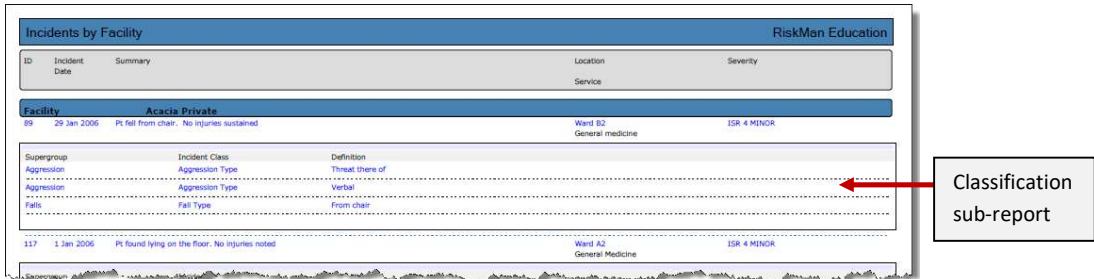 Incidents by Facility RiskMan Education
ID Incident Date Summary Location Severity
Service
Facility Acacia Private
89 29 Jan 2006 Pt fell from chair. No injuries sustained Ward B2 ISR 4 MINOR
General medicine
Supergroup Incident Class Definition
Aggression Aggression Type Threat there of
Aggression Aggression Type Verbal
Falls Fall Type From chair
117 1 Jan 2006 Pt found lying on the floor. No injuries noted Ward A2 ISR 4 MINOR
General Medicine
Classification
sub-report